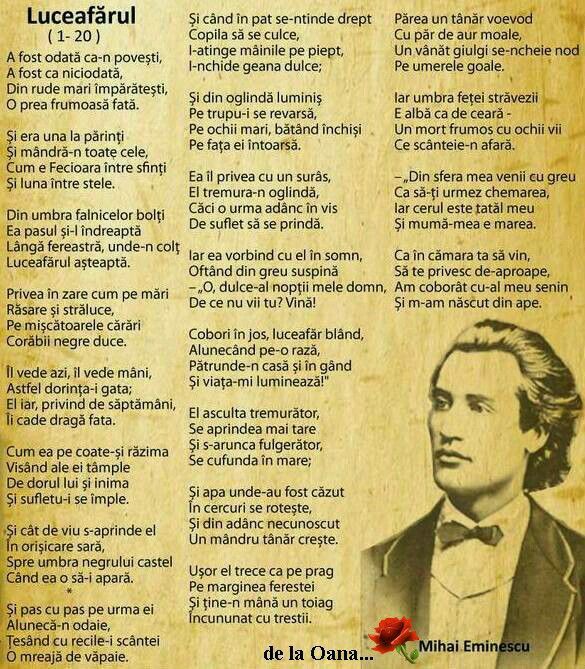 Luceafărul
( 1- 20 )
A fost odată ca-n povești,
A fost ca niciodată,
Din rude mari împărătești,
O prea frumoasă fată.
Și era una la părinți
Și mândră-n toate cele,
Cum e Fecioara între sfinți
Și luna între stele.
Din umbra falnicelor bolți
Ea pasul și-l îndreaptă
Lângă fereastră, unde-n colț
Luceafărul așteaptă.
Privea în zare cum pe mări
Răsare și străluce,
Pe mișcătoarele cărări
Corăbii negre duce.
Îl vede azi, îl vede mâni,
Astfel dorința-i gata;
El iar, privind de săptămâni,
Îi cade dragă fata.
Cum ea pe coate-și răzima
Visând ale ei tâmple
De dorul lui și inima
Și sufletu-i se împle.
Și cât de viu s-aprinde el
În orișicare sară,
Spre umbra negrului castel
Când ea o să-i apară.
*
Și pas cu pas pe urma ei
Alunecă-n odaie,
Țesând cu recile-i scântei
O mreajă de văpaie.
Și când în pat se-ntinde drept
Copila să se culce,
I-atinge mâinile pe piept,
I-nchide geana dulce;
Și din oglindă luminiș
Pe trupu-i se revarsă,
Pe ochii mari, bătând închiși
Pe fața ei întoarsă.
Ea îl privea cu un surâs,
El tremura-n oglindă,
Căci o urma adânc în vis
De suflet să se prindă.
Iar ea vorbind cu el în somn,
Oftând din greu suspină
– „O, dulce-al nopții mele domn,
De ce nu vii tu? Vină!
Cobori în jos, luceafăr blând,
Alunecând pe-o rază,
Pătrunde-n casă și în gând
Și viața-mi luminează!"
El asculta tremurător,
Se aprindea mai tare
Și s-arunca fulgerător,
Se cufunda în mare;
Și apa unde-au fost căzut
În cercuri se rotește,
Și din adânc necunoscut
Un mândru tânăr crește.
Ușor el trece ca pe prag
Pe marginea ferestei
Și ține-n mână un toiag
Încununat cu trestii.
Părea un tânăr voevod
Cu păr de aur moale,
Un vânăt giulgi se-ncheie nod
Pe umerele goale.
Iar umbra feței străvezii
E albă ca de ceară -
Un mort frumos cu ochii vii
Ce scânteie-n afară.
– „Din sfera mea venii cu greu
Ca să-ți urmez chemarea,
Iar cerul este tatăl meu
Și mumă-mea e marea.
Ca în cămara ta să vin,
Să te privesc de-aproape,
Am coborât cu-al meu senin
Și m-am născut din ape.
de la Oana...
Mihai Eminescu